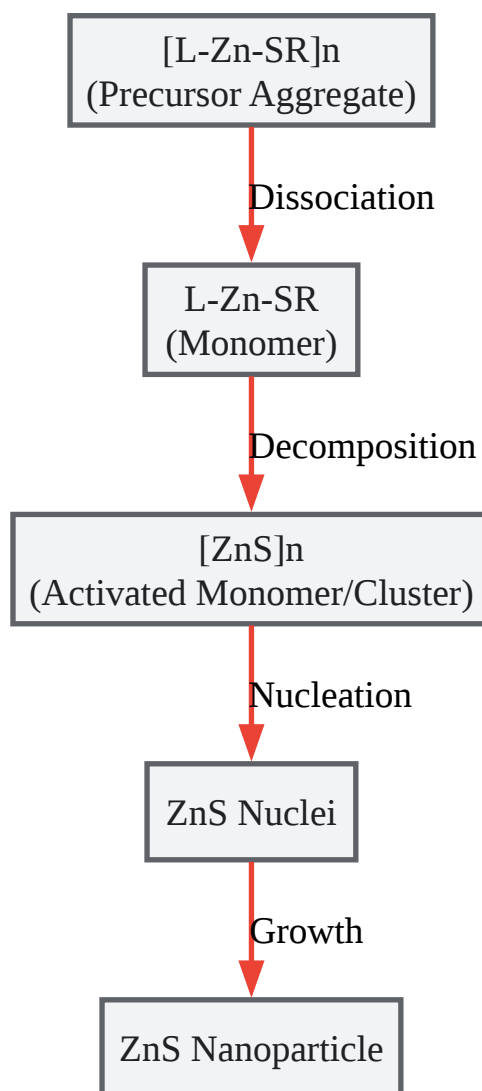 [L-Zn-SR]n
(Precursor Aggregate)
Dissociation
L-Zn-SR
(Monomer)
Decomposition
[ZnS]n
(Activated Monomer/Cluster)
Nucleation
ZnS Nuclei
Growth
ZnS Nanoparticle